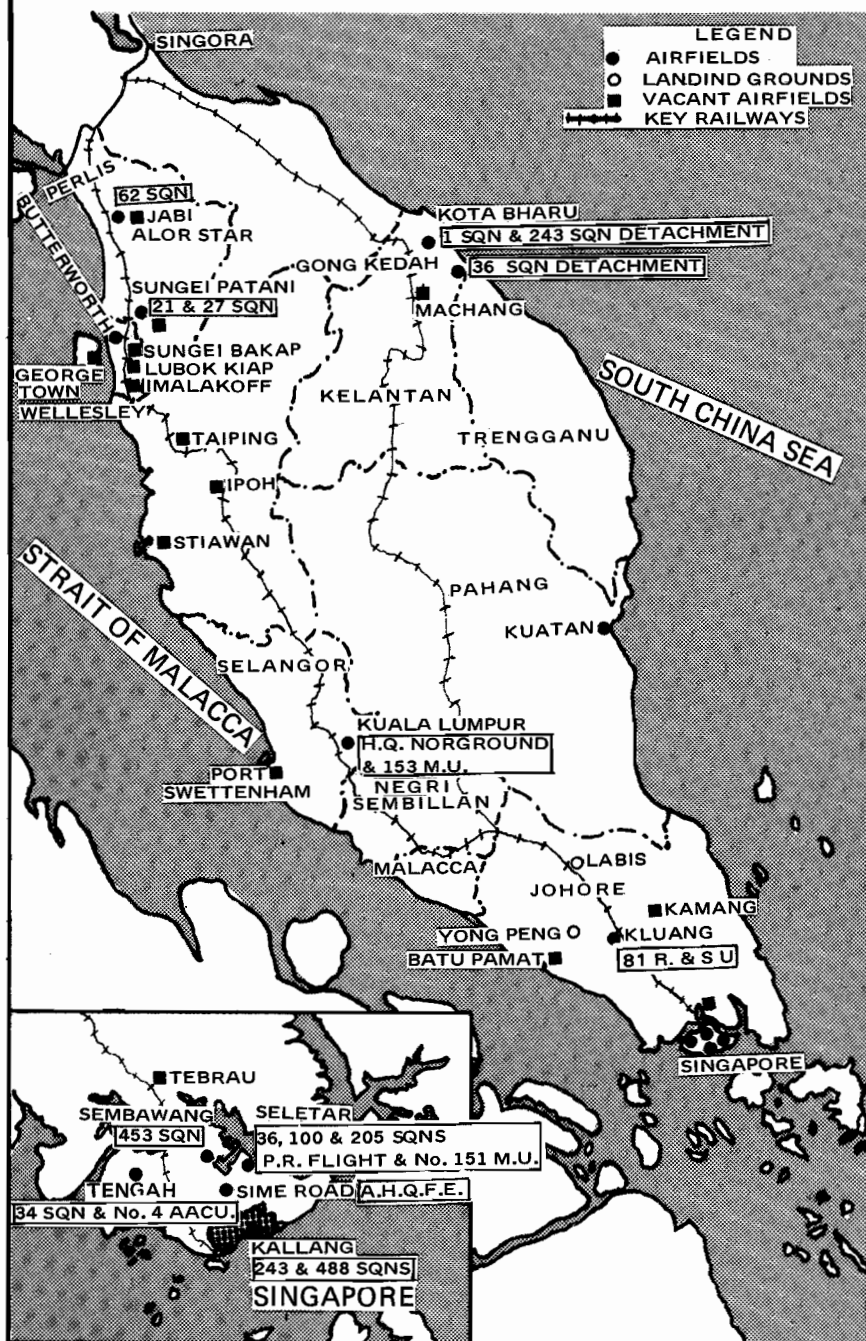 SINGORA
LEGEND
AIRFIELDS
LANDIND GROUNDS
VACANT AIRFIELDS
KEY RAILWAYS
PERLIS
62 SQN
JABI
ALOR STAR
BUTTERWORTH
KOTA BHARU
1 SQN & 243 SQN DETACHMENT
GONG KEDAH
36 SQN DETACHMENT
SUNGEI PATANI
21 & 27 SQN
MACHANG
SUNGEI BAKAP
LUBOK KIAP
IMALAKOFF
GEORGE
TOWN
WELLESLEY
KELANTAN
SOUTH CHINA SEA
TRENGGANU
TAIPING
IPOH
STIAWAN
STRAIT OF MALACCA
PAHANG
KUATAN
SELANGOR
KUALA LUMPUR
H.Q. NORGROUND
& 153 M.U.
PORT
SWETTENHAM
NEGRI
SEMBILLAN
MALACCA
LABIS
JOHORE
KAMANG
YONG PENG
KLUANG
BATU PAMAT
81 R. & S U
SINGAPORE
TEBRAU
SEMBAWANG
453 SQN
SELETAR
36, 100 & 205 SQNS
P.R. FLIGHT & No. 151 M.U.
TENGAH
34 SQN & No. 4 AACU.
SIME ROAD
A.H.Q.F.E.
KALLANG
243 & 488 SQNS
SINGAPORE